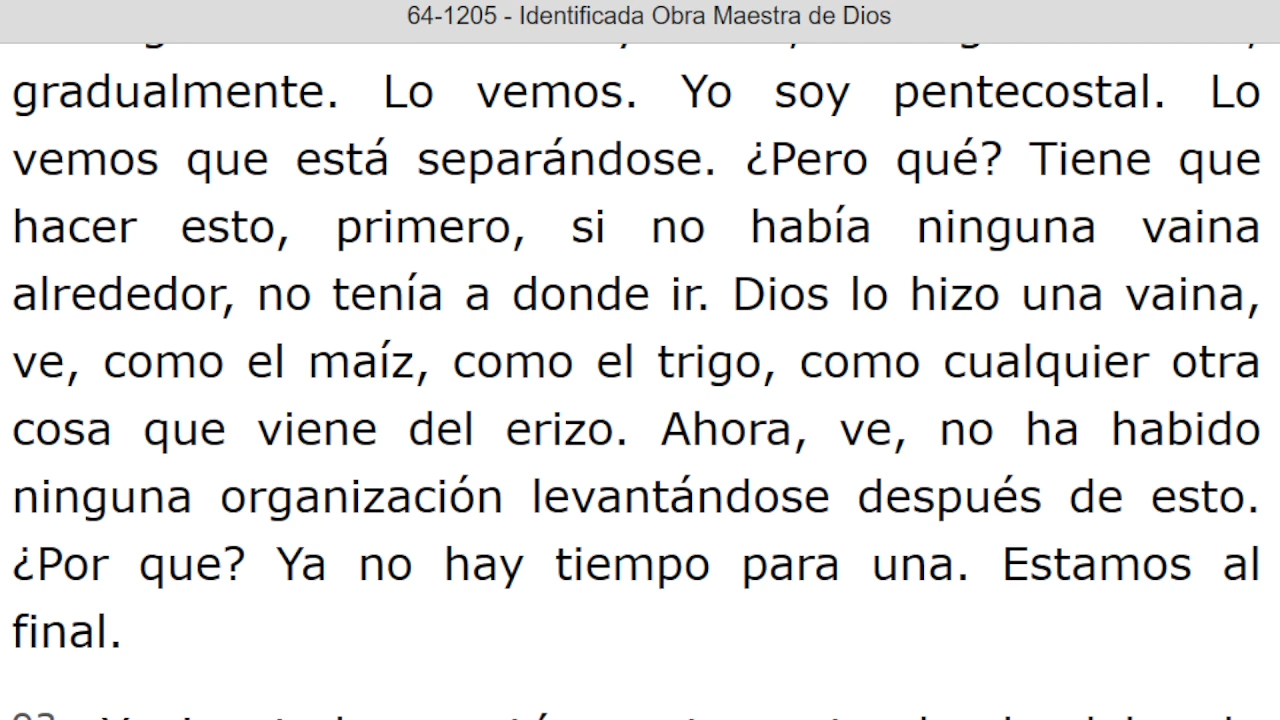 64-1205 - Identificada Obra Maestra de Dios
gradualmente. Lo vemos. Yo soy pentecostal. Lo
vemos que está separándose. ¿Pero qué? Tiene que
hacer esto, primero, si no había ninguna vaina
alrededor, no tenía a donde ir. Dios lo hizo una vaina,
ve, como el maíz, como el trigo, como cualquier otra
cosa que viene del erizo. Ahora, ve, no ha habido
ninguna organización levantándose después de esto.
¿Por que? Ya no hay tiempo para una. Estamos al
final.